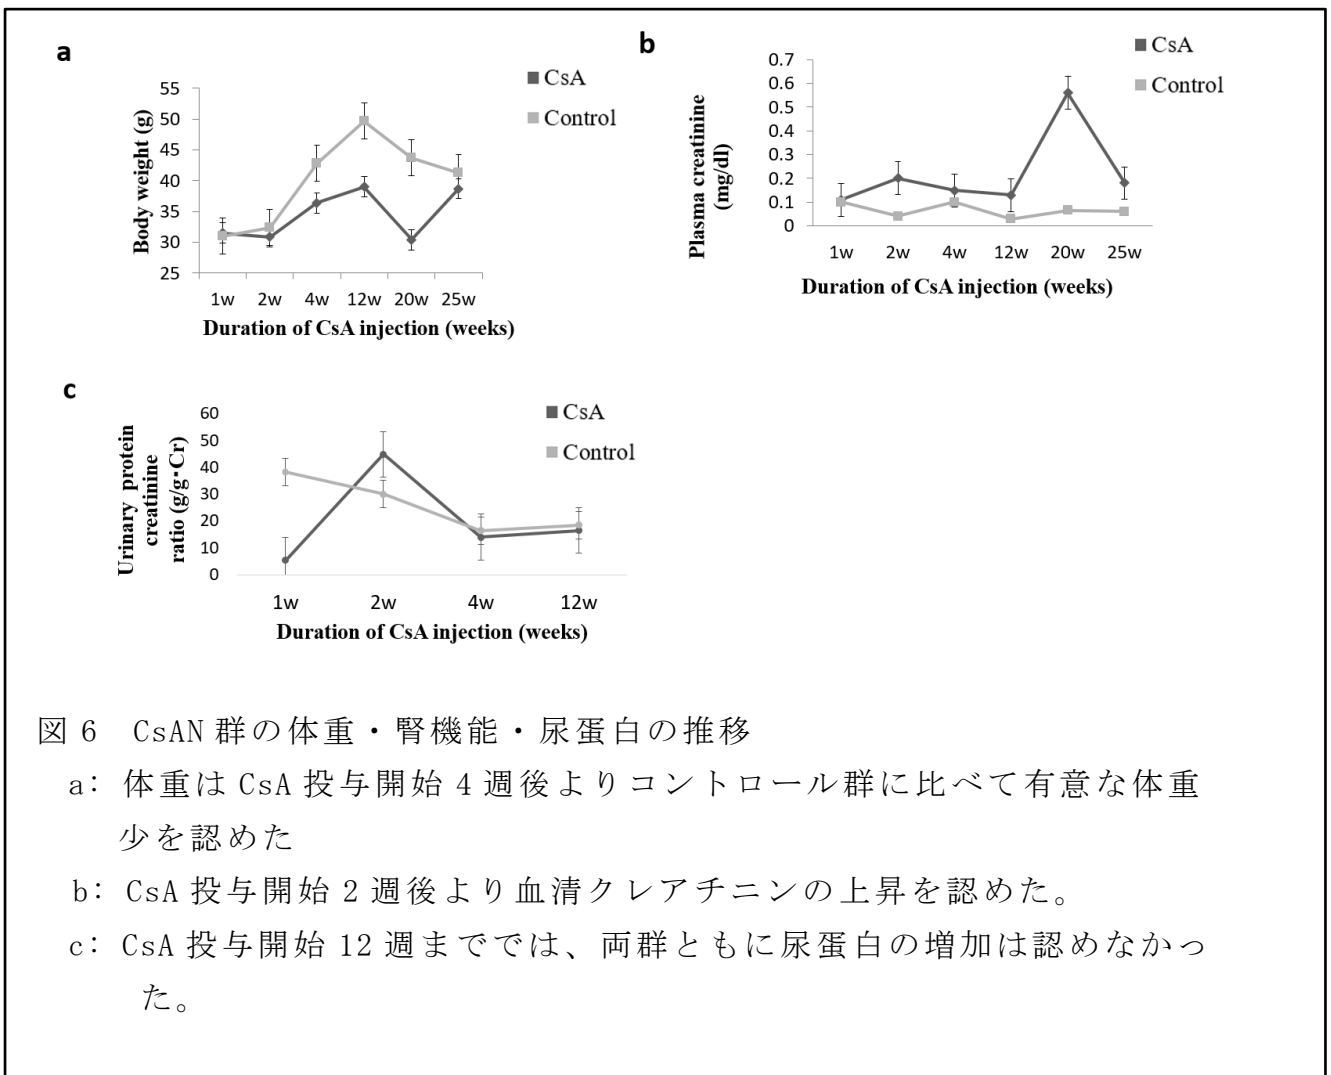 a
CsA
Control
55
50
45
40
35
30
25
Body weight (g)
1w 2w 4w 12w 20w 25w
Duration of CsA injection (weeks)
b
CsA
Control
0.7
0.6
0.5
0.4
0.3
0.2
0.1
0
Plasma creatinine
(mg/dl)
1w 2w 4w 12w 20w 25w
Duration of CsA injection (weeks)
c
CsA
Control
60
50
40
30
20
10
0
Urinary protein
creatinine
ratio (g/g・Cr)
1w 2w 4w 12w
Duration of CsA injection (weeks)
図 6 CsAN 群の体重・腎機能・尿蛋白の推移
a: 体重は CsA 投与開始 4 週後よりコントロール群に比べて有意な体重
少を認めた
b: CsA 投与開始 2 週後より血清クレアチニンの上昇を認めた。
c: CsA 投与開始 12 週まででは、両群ともに尿蛋白の増加は認めなかっ
た。